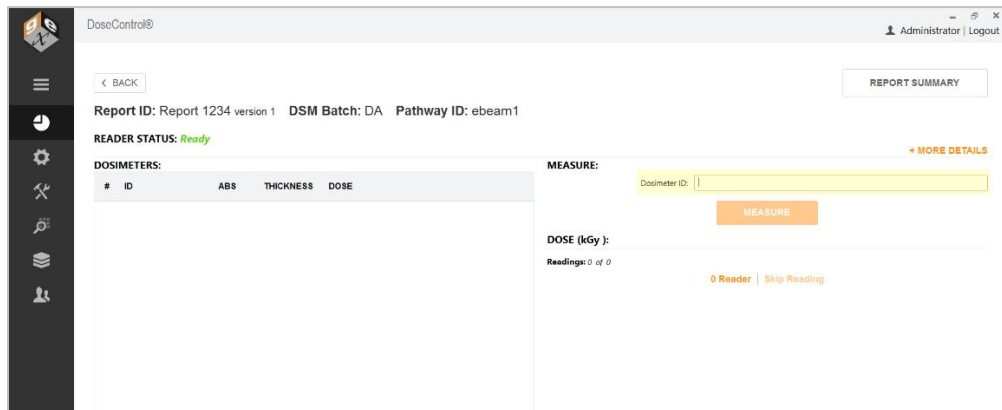 DoseControl®
Administrator | Logout
< BACK
REPORT SUMMARY
Report ID: Report 1234 version 1 DSM Batch: DA Pathway ID: ebeam1
READER STATUS: Ready
+ MORE DETAILS
DOSIMETERS:
# ID ABS THICKNESS DOSE
MEASURE:
Dosimeter ID:
MEASURE
DOSE (kGy ):
Readings: 0 of 0
0 Reader | Skip Reading